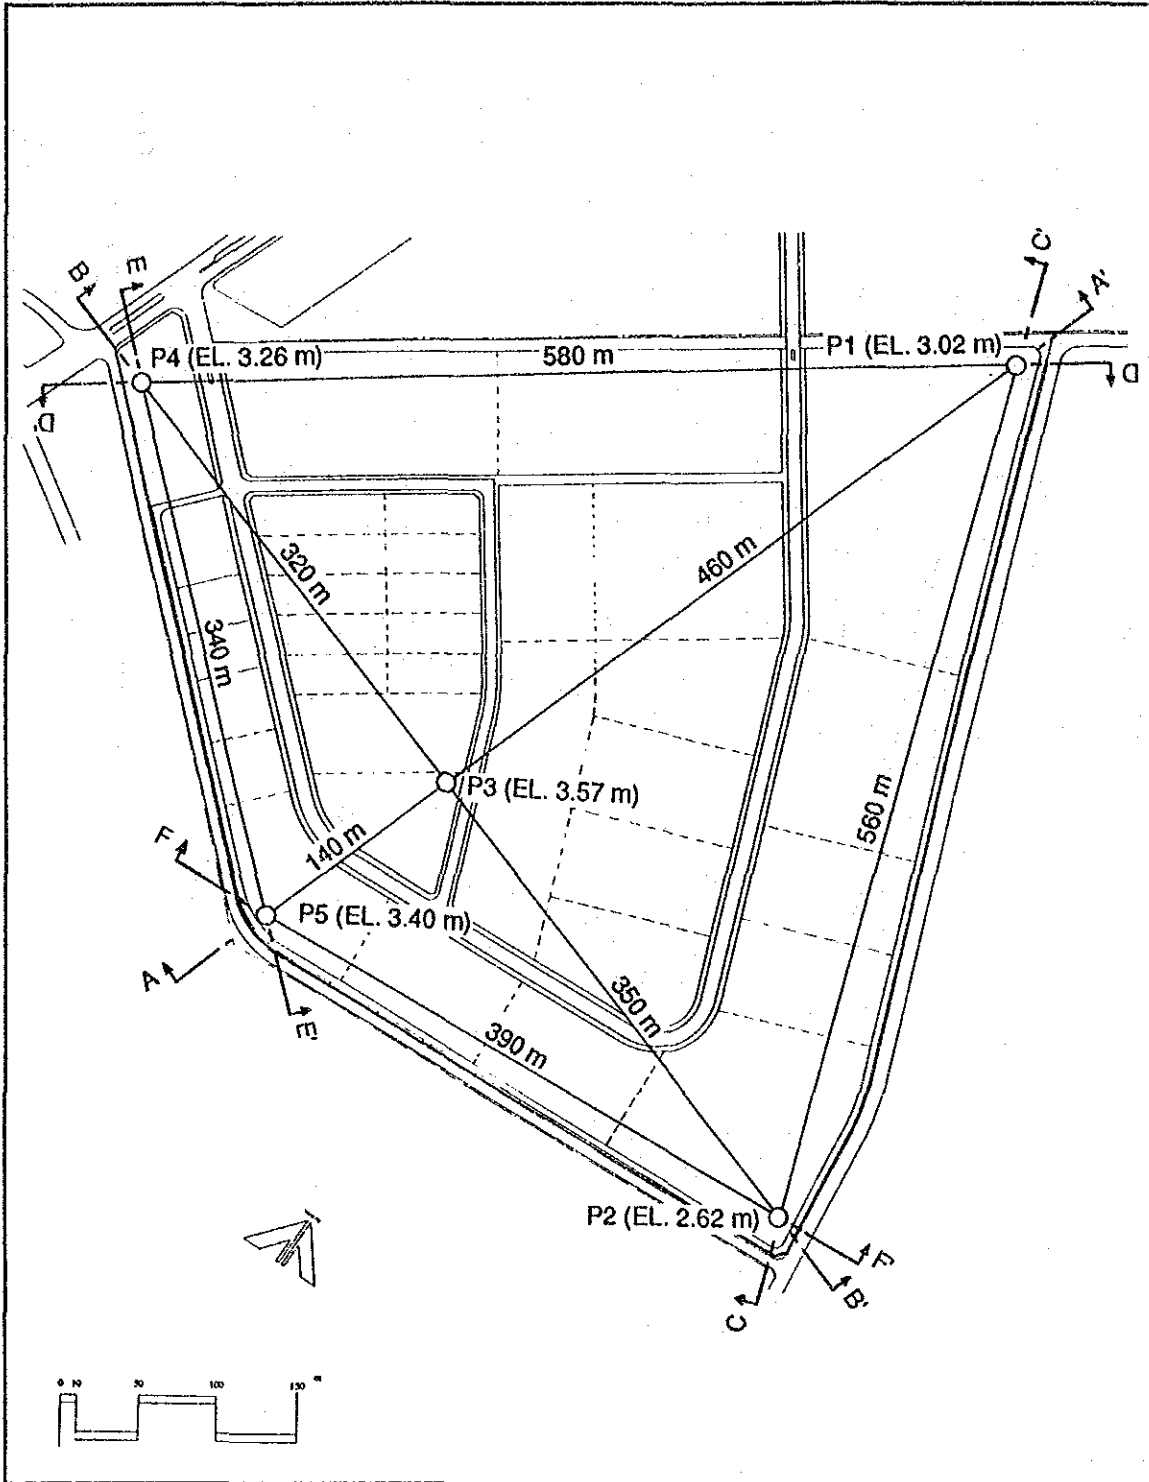 C'
A'
B
E
P4 (EL. 3.26 m)
580 m
P1 (EL. 3.02 m)
D'
D
320 m
460 m
340 m
P3 (EL. 3.57 m)
560 m
140 m
F
P5 (EL. 3.40 m)
A
E'
350 m
390 m
P2 (EL. 2.62 m)
F'
B'
C
0 10 50 100 150 m